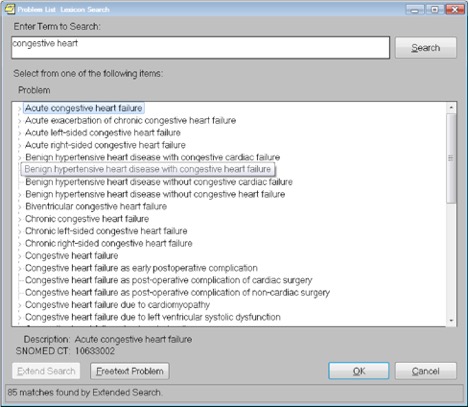 Problem List Lexicon Search
Enter Term to Search:
congestive heart
Search
Select from one of the following items:
Problem
Acute congestive heart failure
Acute exacerbation of chronic congestive heart failure
Acute left-sided congestive heart failure
Acute right-sided congestive heart failure
Benign hypertensive heart disease with congestive cardiac failure
Benign hypertensive heart disease with congestive heart failure
Benign hypertensive heart disease without congestive cardiac failure
Benign hypertensive heart disease without congestive heart failure
Biventricular congestive heart failure
Chronic congestive heart failure
Chronic left-sided congestive heart failure
Chronic right-sided congestive heart failure
Congestive heart failure
Congestive heart failure as early postoperative complication
Congestive heart failure as post-operative complication of cardiac surgery
Congestive heart failure as post-operative complication of non-cardiac surgery
Congestive heart failure due to cardiomyopathy
Congestive heart failure due to left ventricular systolic dysfunction
Description: Acute congestive heart failure
SNOMED CT: 10633002
Extend Search
Freetext Problem
OK
Cancel
85 matches found by Extended Search.